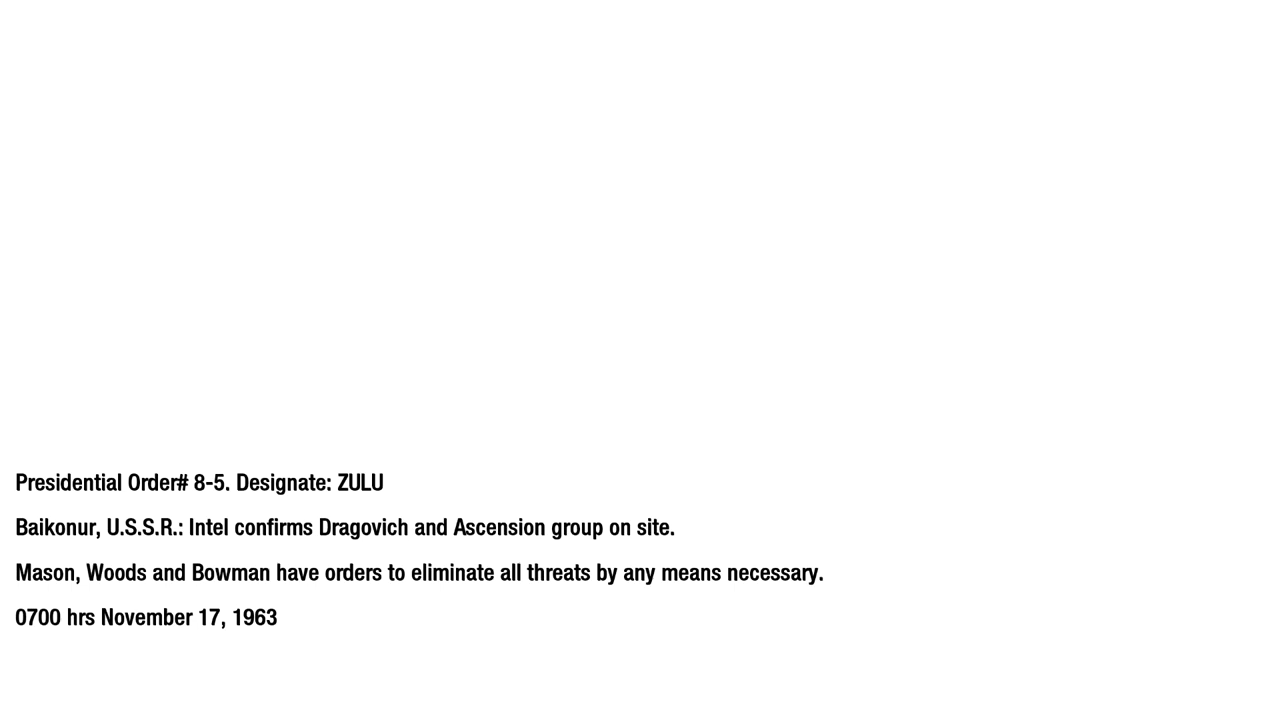 Presidential Order# 8-5. Designate: ZULU
Baikonur, U.S.S.R.: Intel confirms Dragovich and Ascension group on site.
Mason, Woods and Bowman have orders to eliminate all threats by any means necessary.
0700 hrs November 17, 1963